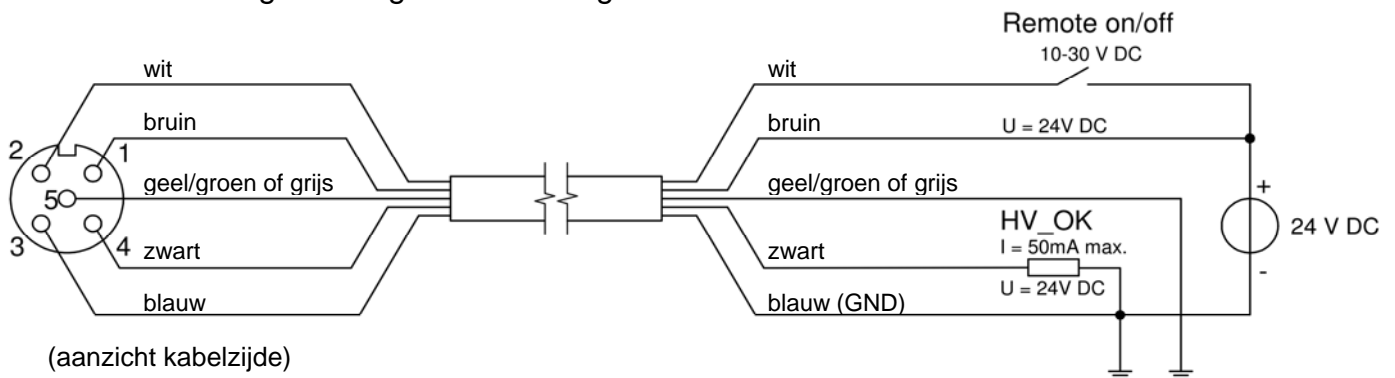 Remote on/off
10-30 V DC
wit
wit
bruin
bruin
U = 24V DC
2
1
geel/groen of grijs
geel/groen of grijs
5
+
24 V DC
-
HV_OK
I = 50mA max.
3
4
zwart
zwart
U = 24V DC
blauw
blauw (GND)
(aanzicht kabelzijde)